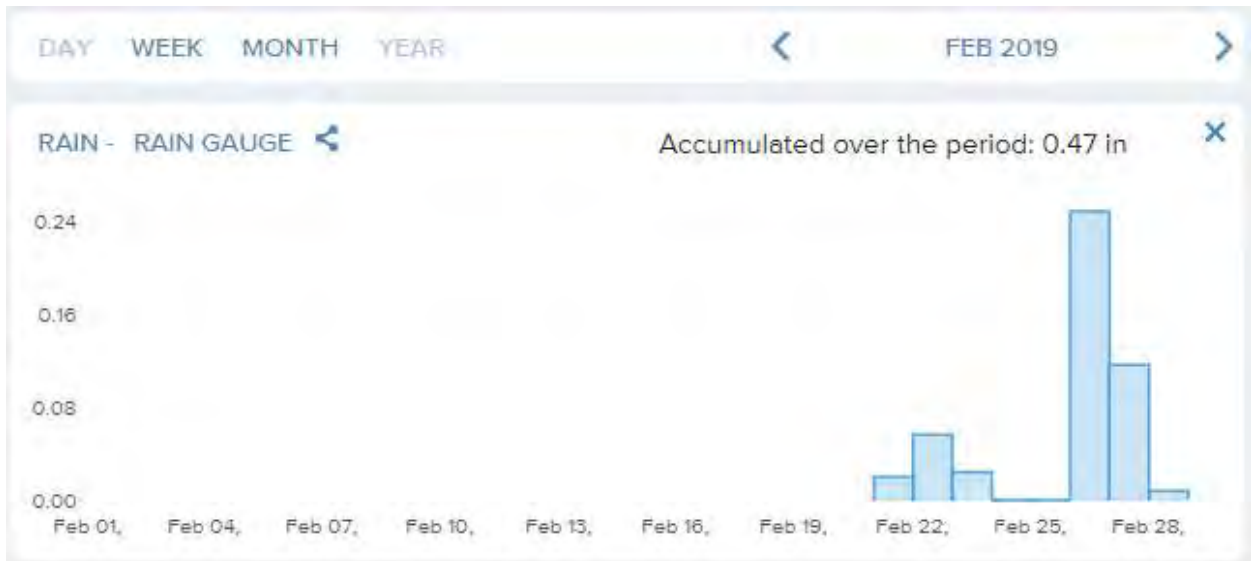 DAY WEEK MONTH YEAR FEB 2019
RAIN - RAIN GAUGE Accumulated over the period: 0.47 in
0.24
0.16
0.08
0.00
Feb 01, Feb 04, Feb 07, Feb 10, Feb 13, Feb 16, Feb 19, Feb 22, Feb 25, Feb 28,